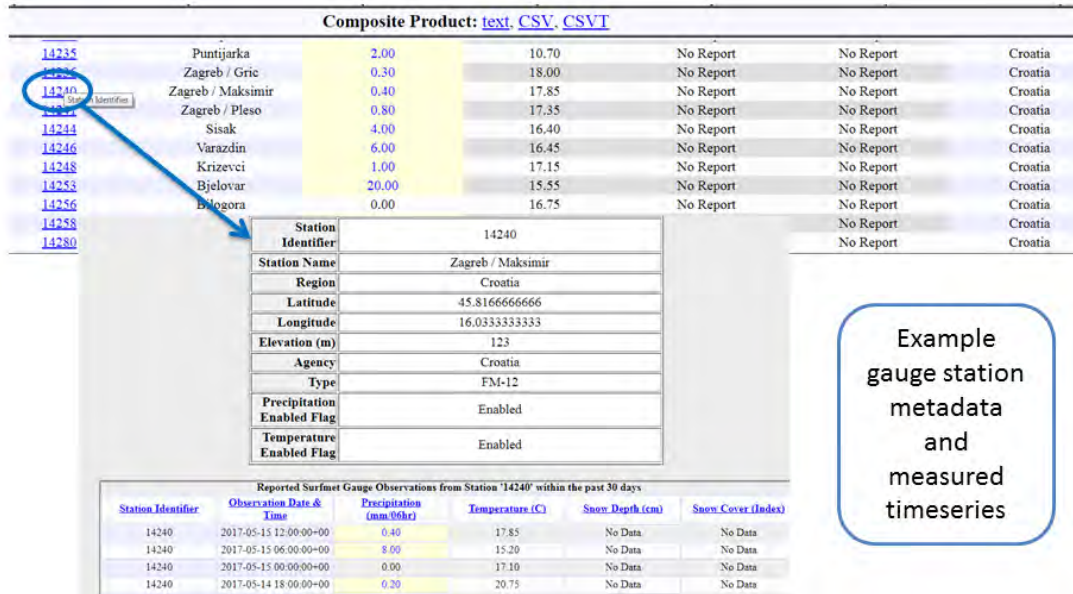 Composite Product: text, CSV, CSVT
14235 Puntijarka 2.00 10.70 No Report No Report Croatia
Zagreb / Gric 0.30 18.00 No Report No Report Croatia
14240 Zagreb / Maksimir 0.40 17.85 No Report No Report Croatia
Station Identifies
Zagreb / Pleso 0.80 17.35 No Report No Report Croatia
14244 Sisak 4.00 16.40 No Report No Report Croatia
14246 Varazdin 6.00 16.45 No Report No Report Croatia
14248 Krizevci 1.00 17.15 No Report No Report Croatia
14253 Bjelovar 20.00 15.55 No Report No Report Croatia
14256 Bilogora 0.00 16.75 No Report No Report Croatia
14258 No Report Croatia
14280 No Report Croatia
Station
Identifier 14240
Station Name Zagreb / Maksimir
Region Croatia
Latitude 45.8166666666
Longitude 16.0333333333
Elevation (m) 123
Agency Croatia
Type FM-12
Precipitation
Enabled Flag Enabled
Temperature
Enabled Flag Enabled
Example
gauge station
metadata
and
measured
timeseries
Reported Surfmet Gauge Observations from Station '14240' within the past 30 days
Station Identifier Observation Date &
Time Precipitation
(mm/06hr) Temperature (C) Snow Depth (cm) Snow Cover (Index)
14240 2017-05-15 12:00:00+00 0.40 17.85 No Data No Data
14240 2017-05-15 06:00:00+00 8.00 15.20 No Data No Data
14240 2017-05-15 00:00:00+00 0.00 17.10 No Data No Data
14240 2017-05-14 18:00:00+00 0.20 20.75 No Data No Data